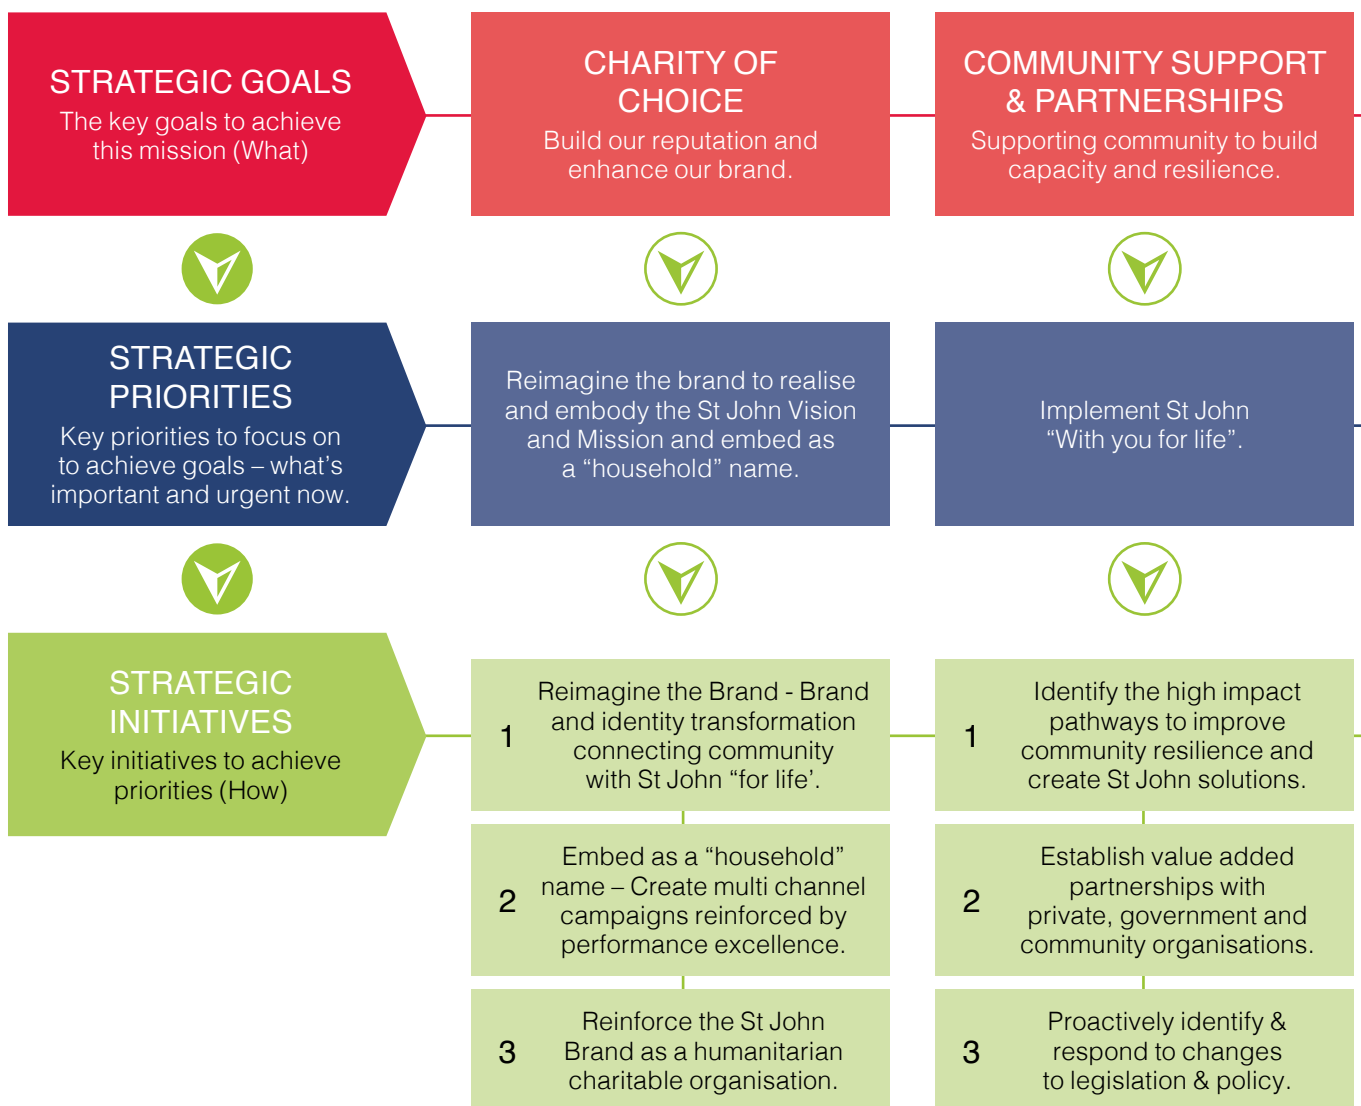 STRATEGIC GOALS
The key goals to achieve
this mission (What)
CHARITY OF
CHOICE
Build our reputation and
enhance our brand.
COMMUNITY SUPPORT
& PARTNERSHIPS
Supporting community to build
capacity and resilience.
STRATEGIC
PRIORITIES
Key priorities to focus on
to achieve goals – what’s
important and urgent now.
Reimagine the brand to realise
and embody the St John Vision
and Mission and embed as
a “household” name.
Implement St John
“With you for life”.
STRATEGIC
INITIATIVES
Key initiatives to achieve
priorities (How)
1
Reimagine the Brand - Brand
and identity transformation
connecting community
with St John “for life’.
2
Embed as a “household”
name – Create multi channel
campaigns reinforced by
performance excellence.
3
Reinforce the St John
Brand as a humanitarian
charitable organisation.
1
Identify the high impact
pathways to improve
community resilience and
create St John solutions.
2
Establish value added
partnerships with
private, government and
community organisations.
3
Proactively identify &
respond to changes
to legislation & policy.